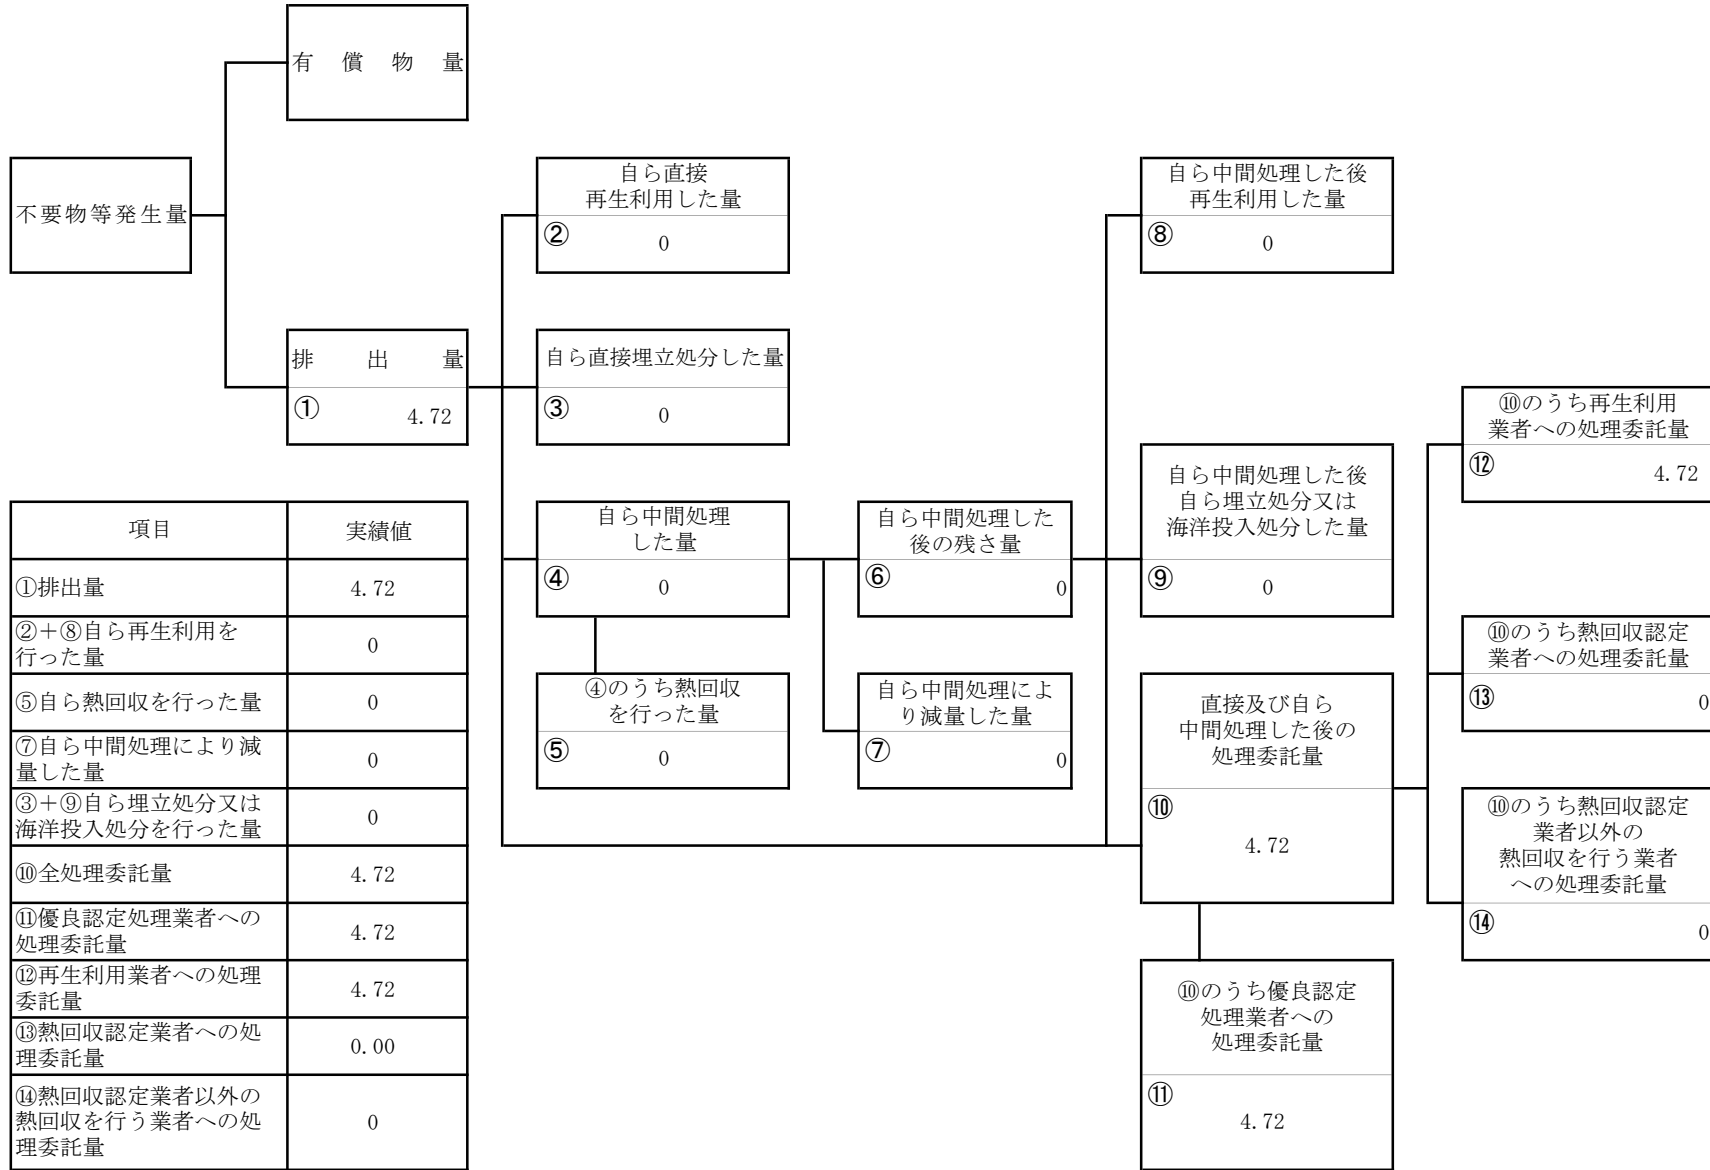 有償物量
不要物等発生量
排出量
① 4.72
自ら直接
再生利用した量
② 0
自ら直接埋立処分した量
③ 0
自ら中間処理
した量
④ 0
④のうち熱回収
を行った量
⑤ 0
自ら中間処理した
後の残さ量
⑥ 0
自ら中間処理によ
り減量した量
⑦ 0
自ら中間処理した後
再生利用した量
⑧ 0
自ら中間処理した後
自ら埋立処分又は
海洋投入処分した量
⑨ 0
直接及び自ら
中間処理した後の
処理委託量
⑩
4.72
⑩のうち優良認定
処理業者への
処理委託量
⑪
4.72
⑩のうち再生利用
業者への処理委託量
⑫ 4.72
⑩のうち熱回収認定
業者への処理委託量
⑬ 0
⑩のうち熱回収認定
業者以外の
熱回収を行う業者
への処理委託量
⑭ 0
項目 実績値
①排出量 4.72
②+⑧自ら再生利用を
行った量 0
⑤自ら熱回収を行った量 0
⑦自ら中間処理により減
量した量 0
③+⑨自ら埋立処分又は
海洋投入処分を行った量 0
⑩全処理委託量 4.72
⑪優良認定処理業者への
処理委託量 4.72
⑫再生利用業者への処理
委託量 4.72
⑬熱回収認定業者への処
理委託量 0.00
⑭熱回収認定業者以外の
熱回収を行う業者への処
理委託量 0